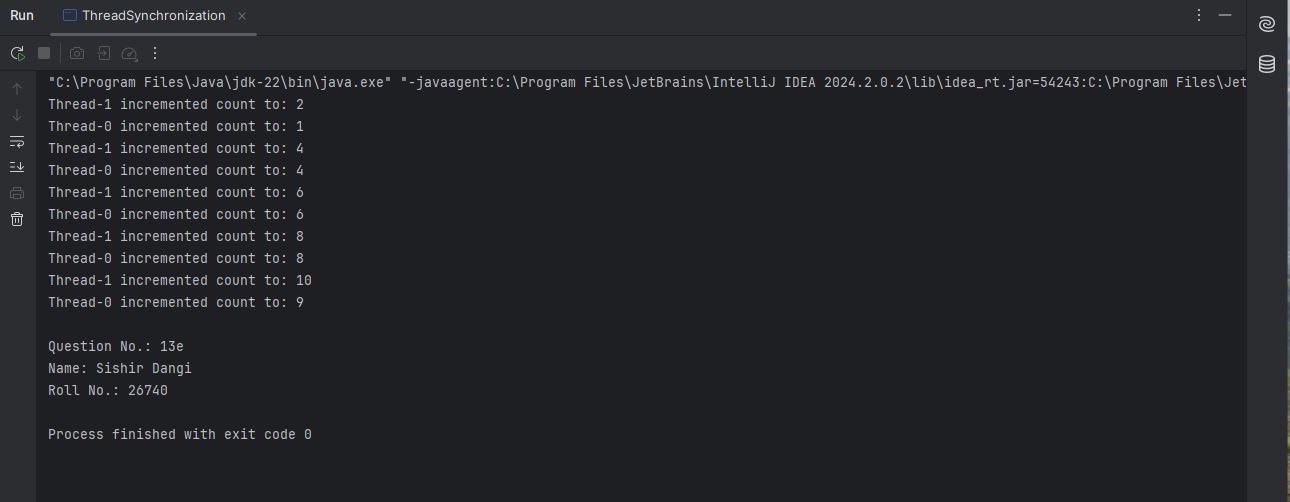 Run ThreadSynchronization
"C:\Program Files\Java\jdk-22\bin\java.exe" "-javaagent:C:\Program Files\JetBrains\IntelliJ IDEA 2024.2.0.2\lib\idea_rt.jar=54243:C:\Program Files\Jet
Thread-1 incremented count to: 2
Thread-0 incremented count to: 1
Thread-1 incremented count to: 4
Thread-0 incremented count to: 4
Thread-1 incremented count to: 6
Thread-0 incremented count to: 6
Thread-1 incremented count to: 8
Thread-0 incremented count to: 8
Thread-1 incremented count to: 10
Thread-0 incremented count to: 9
Question No.: 13e
Name: Sishir Dangi
Roll No.: 26740
Process finished with exit code 0